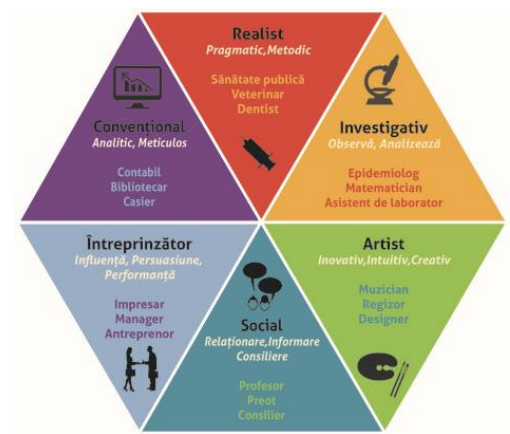 Realist
Pragmatic,Metodic
Sănătate publică
Veterinar
Dentist
Convențional
Analitic, Meticulos
Contabil
Bibliotecar
Casier
Investigativ
Observă, Analizează
Epidemiolog
Matematician
Asistent de laborator
Întreprinzător
Influență, Persuasiune,
Performanță
Impresar
Manager
Antreprenor
Social
Relaționare,Informare
Consiliere
Profesor
Preot
Consilier
Artist
Inovativ,Intuitiv,Creativ
Muzician
Regizor
Designer